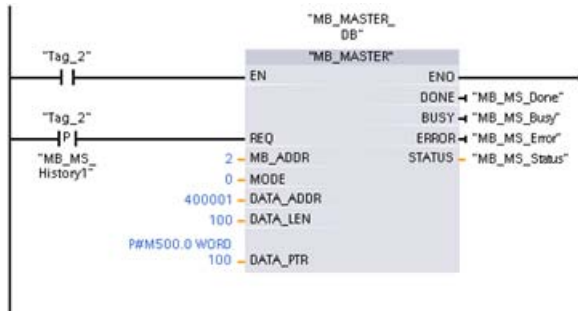 "MB_MASTER_
DB"
"Tag_2"
"MB_MASTER"
EN
ENO
DONE
"MB_MS_Done"
BUSY
"MB_MS_Busy"
"Tag_2"
P
REQ
ERROR
"MB_MS_Error"
"MB_MS_
History1"
2
MB_ADDR
STATUS
"MB_MS_Status"
0
MODE
400001
DATA_ADDR
100
DATA_LEN
P#M500.0 WORD
100
DATA_PTR